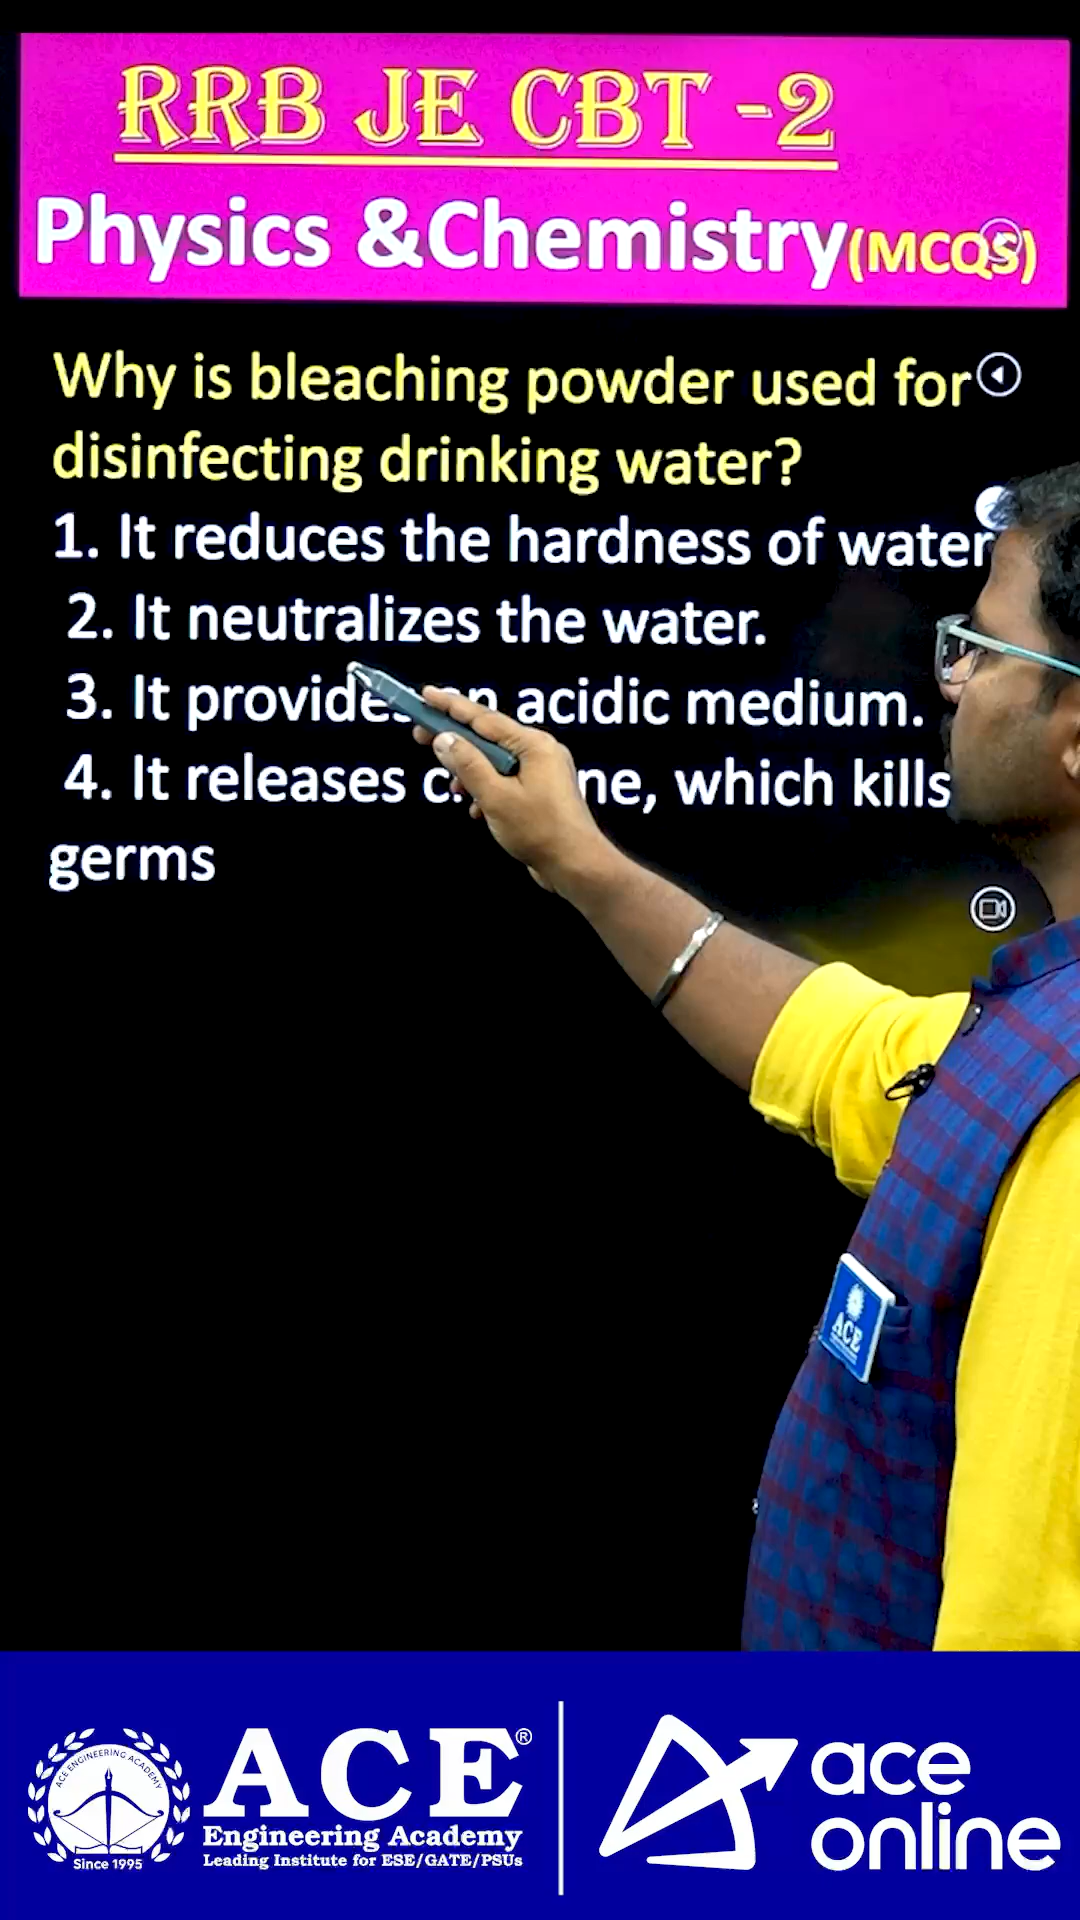 RRB JE CBT -2
Physics &Chemistry(MCQS)
Why is bleaching powder used for
disinfecting drinking water?
1. It reduces the hardness of water
2. It neutralizes the water.
3. It provides an acidic medium.
4. It releases which kills
germs
ACE
ACE ENGINEERING ACADEMY
Since 1995
ACE®
Engineering Academy
Leading Institute for ESE/GATE/PSUs
ace
online